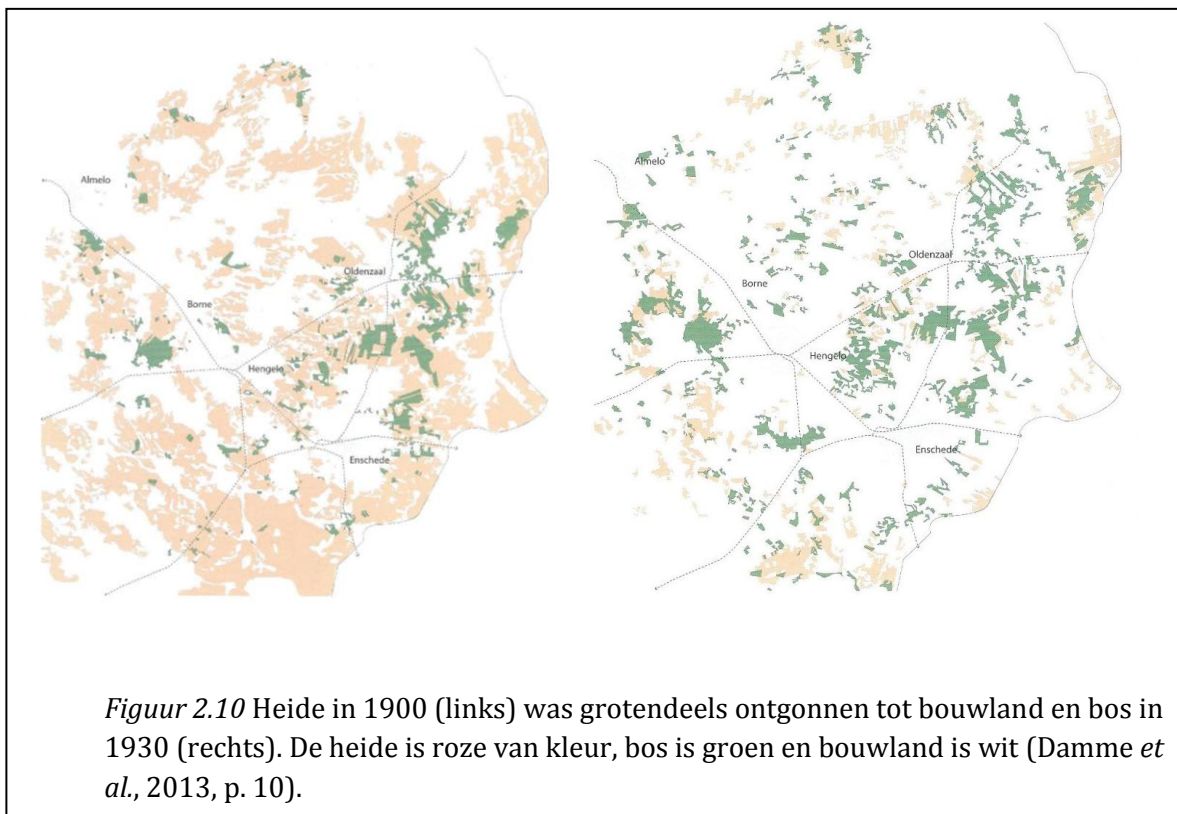 Almelo
Oldenzaal
Borne
Hengelo
Enschede
Almelo
Oldenzaal
Borne
Hengelo
Enschede
Figuur 2.10 Heide in 1900 (links) was grotendeels ontgonnen tot bouwland en bos in
1930 (rechts). De heide is roze van kleur, bos is groen en bouwland is wit (Damme et
al., 2013, p. 10).